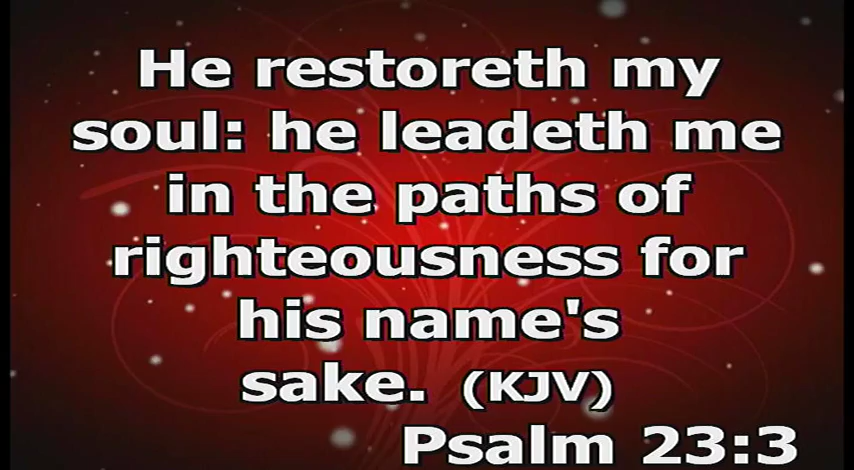 He restoreth my
soul: he leadeth me
in the paths of
righteousness for
his name's
sake. (KJV)
Psalm 23:3